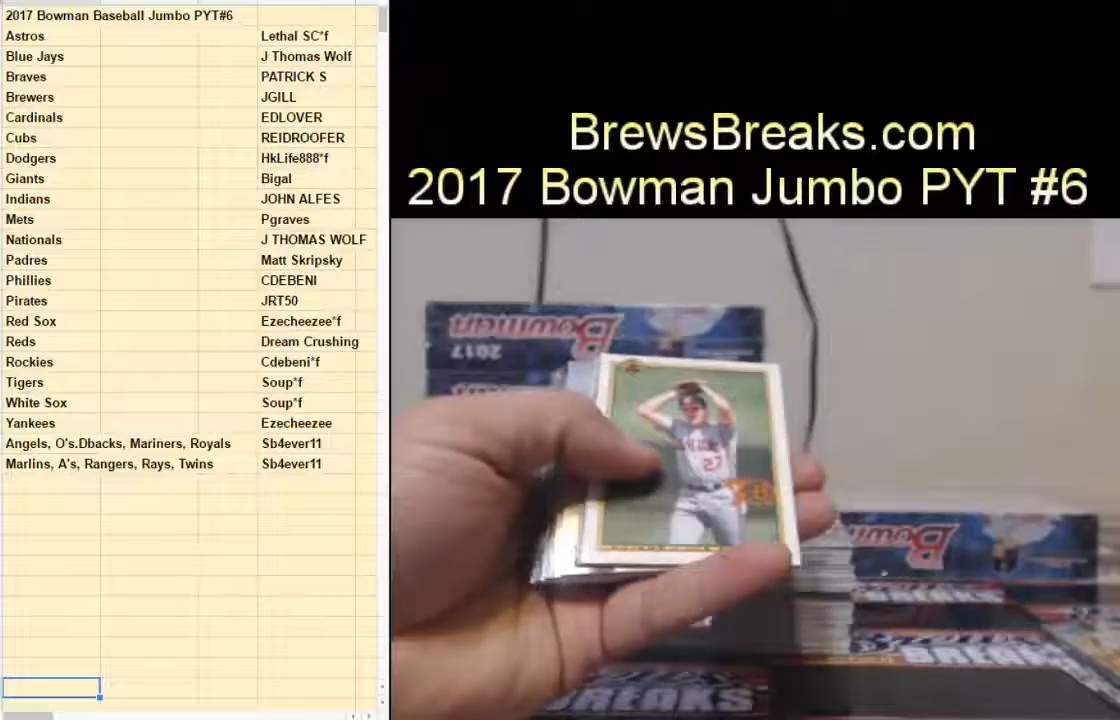 2017 Bowman Baseball Jumbo PYT#6
Astros Lethal SC*f
Blue Jays J Thomas Wolf
Braves PATRICK S
Brewers JGILL
Cardinals EDLOVER
Cubs REIDROOFER
Dodgers HkLife888*f
Giants Bigal
Indians JOHN ALFES
Mets Pgraves
Nationals J THOMAS WOLF
Padres Matt Skripsky
Phillies CDEBENI
Pirates JRT50
Red Sox Ezecheezee*f
Reds Dream Crushing
Rockies Cdebeni*f
Tigers Soup*f
White Sox Soup*f
Yankees Ezecheezee
Angels, O's.Dbacks, Mariners, Royals Sb4ever11
Marlins, A's, Rangers, Rays, Twins Sb4ever11
BrewsBreaks.com
2017 Bowman Jumbo PYT #6
Bowman
2017
27
Bowman
BREAKS
BREAKS